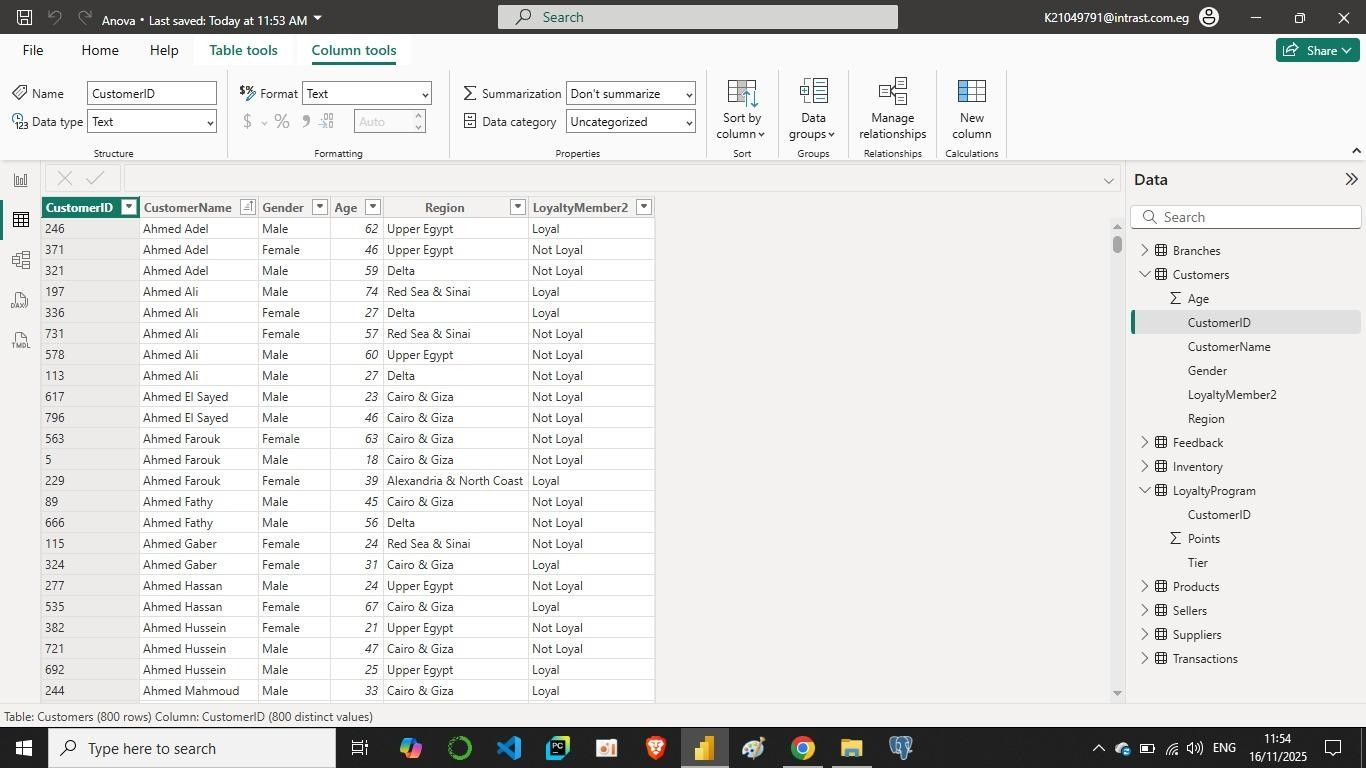 Anova • Last saved: Today at 11:53 AM
Search
K21049791@intrast.com.eg
File Home Help Table tools Column tools
Share
Name CustomerID
Data type Text
Structure
Format Text
$ % 9 .00 Auto
Formatting
Summarization Don't summarize
Data category Uncategorized
Properties
Sort by column
Sort
Data groups
Groups
Manage relationships
Relationships
New column
Calculations
DAX
TMDL
CustomerID CustomerName Gender Age Region LoyaltyMember2
246 Ahmed Adel Male 62 Upper Egypt Loyal
371 Ahmed Adel Female 46 Upper Egypt Not Loyal
321 Ahmed Adel Male 59 Delta Not Loyal
197 Ahmed Ali Male 74 Red Sea & Sinai Loyal
336 Ahmed Ali Female 27 Delta Loyal
731 Ahmed Ali Female 57 Red Sea & Sinai Not Loyal
578 Ahmed Ali Male 60 Upper Egypt Not Loyal
113 Ahmed Ali Male 27 Delta Not Loyal
617 Ahmed El Sayed Male 23 Cairo & Giza Not Loyal
796 Ahmed El Sayed Male 46 Cairo & Giza Not Loyal
563 Ahmed Farouk Female 63 Cairo & Giza Not Loyal
5 Ahmed Farouk Male 18 Cairo & Giza Not Loyal
229 Ahmed Farouk Female 39 Alexandria & North Coast Loyal
89 Ahmed Fathy Male 45 Cairo & Giza Not Loyal
666 Ahmed Fathy Male 56 Delta Not Loyal
115 Ahmed Gaber Female 24 Red Sea & Sinai Not Loyal
324 Ahmed Gaber Female 31 Cairo & Giza Loyal
277 Ahmed Hassan Male 24 Upper Egypt Not Loyal
535 Ahmed Hassan Female 67 Cairo & Giza Loyal
382 Ahmed Hussein Female 21 Upper Egypt Not Loyal
721 Ahmed Hussein Male 47 Cairo & Giza Not Loyal
692 Ahmed Hussein Male 25 Upper Egypt Loyal
244 Ahmed Mahmoud Male 33 Cairo & Giza Loyal
Data
Search
Branches
Customers
Age
CustomerID
CustomerName
Gender
LoyaltyMember2
Region
Feedback
Inventory
LoyaltyProgram
CustomerID
Points
Tier
Products
Sellers
Suppliers
Transactions
Table: Customers (800 rows) Column: CustomerID (800 distinct values)
Type here to search
ENG
11:54
16/11/2025